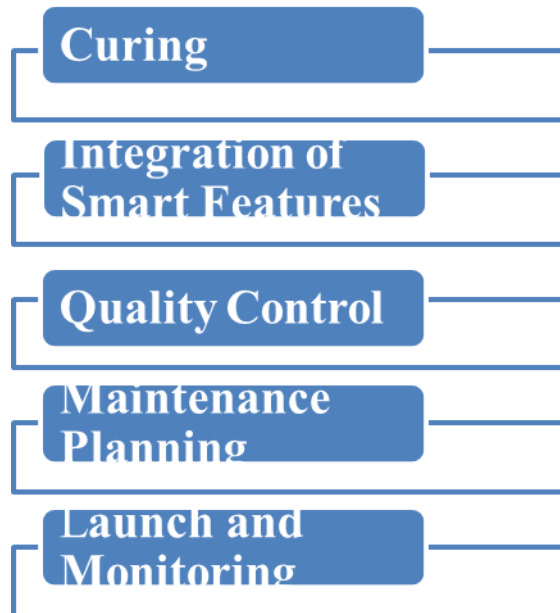 Curing
Integration of
Smart Features
Quality Control
Maintenance
Planning
Launch and
Monitoring